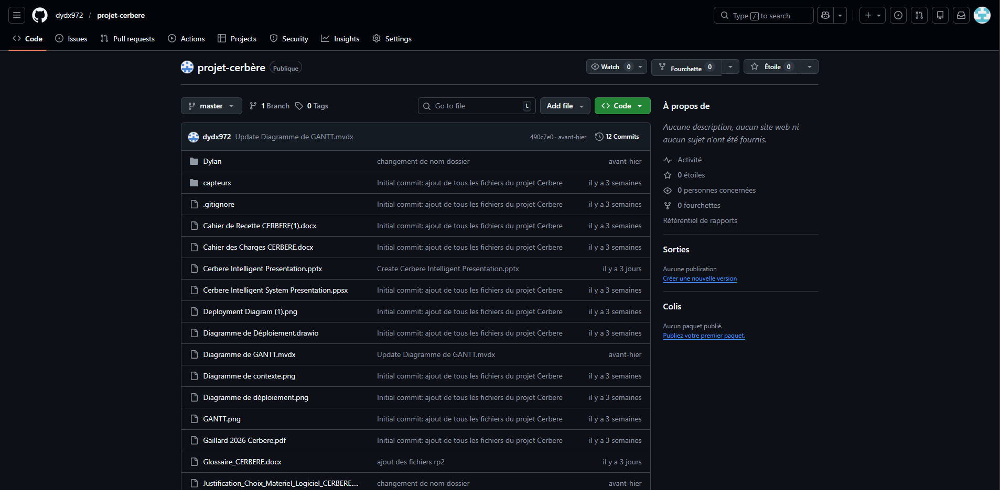 dydx972 / projet-cerbere
Type / to search
Code Issues Pull requests Actions Projects Security Insights Settings
projet-cerbère Publique
Watch 0 Fourchette 0 Étoile 0
master 1 Branch 0 Tags
Go to file t Add file Code
dydx972 Update Diagramme de GANTT.mvdx 490c7e0 · avant-hier 12 Commits
Dylan changement de nom dossier avant-hier
capteurs Initial commit: ajout de tous les fichiers du projet Cerbere il y a 3 semaines
.gitignore Initial commit: ajout de tous les fichiers du projet Cerbere il y a 3 semaines
Cahier de Recette CERBERE(1).docx Initial commit: ajout de tous les fichiers du projet Cerbere il y a 3 semaines
Cahier des Charges CERBERE.docx Initial commit: ajout de tous les fichiers du projet Cerbere il y a 3 semaines
Cerbere Intelligent Presentation.pptx Create Cerbere Intelligent Presentation.pptx il y a 3 jours
Cerbere Intelligent System Presentation.ppsx Initial commit: ajout de tous les fichiers du projet Cerbere il y a 3 semaines
Deployment Diagram (1).png Initial commit: ajout de tous les fichiers du projet Cerbere il y a 3 semaines
Diagramme de Déploiement.drawio Initial commit: ajout de tous les fichiers du projet Cerbere il y a 3 semaines
Diagramme de GANTT.mvdx Update Diagramme de GANTT.mvdx avant-hier
Diagramme de contexte.png Initial commit: ajout de tous les fichiers du projet Cerbere il y a 3 semaines
Diagramme de déploiement.png Initial commit: ajout de tous les fichiers du projet Cerbere il y a 3 semaines
GANTT.png Initial commit: ajout de tous les fichiers du projet Cerbere il y a 3 semaines
Gaillard 2026 Cerbere.pdf Initial commit: ajout de tous les fichiers du projet Cerbere il y a 3 semaines
Glossaire_CERBERE.docx ajout des fichiers rp2 il y a 3 jours
Justification_Choix_Materiel_Logiciel_CERBERE.... changement de nom dossier avant-hier
À propos de
Aucune description, aucun site web ni
aucun sujet n'ont été fournis.
Activité
0 étoiles
0 personnes concernées
0 fourchettes
Référentiel de rapports
Sorties
Aucune publication
Créer une nouvelle version
Colis
Aucun paquet publié.
Publiez votre premier paquet.